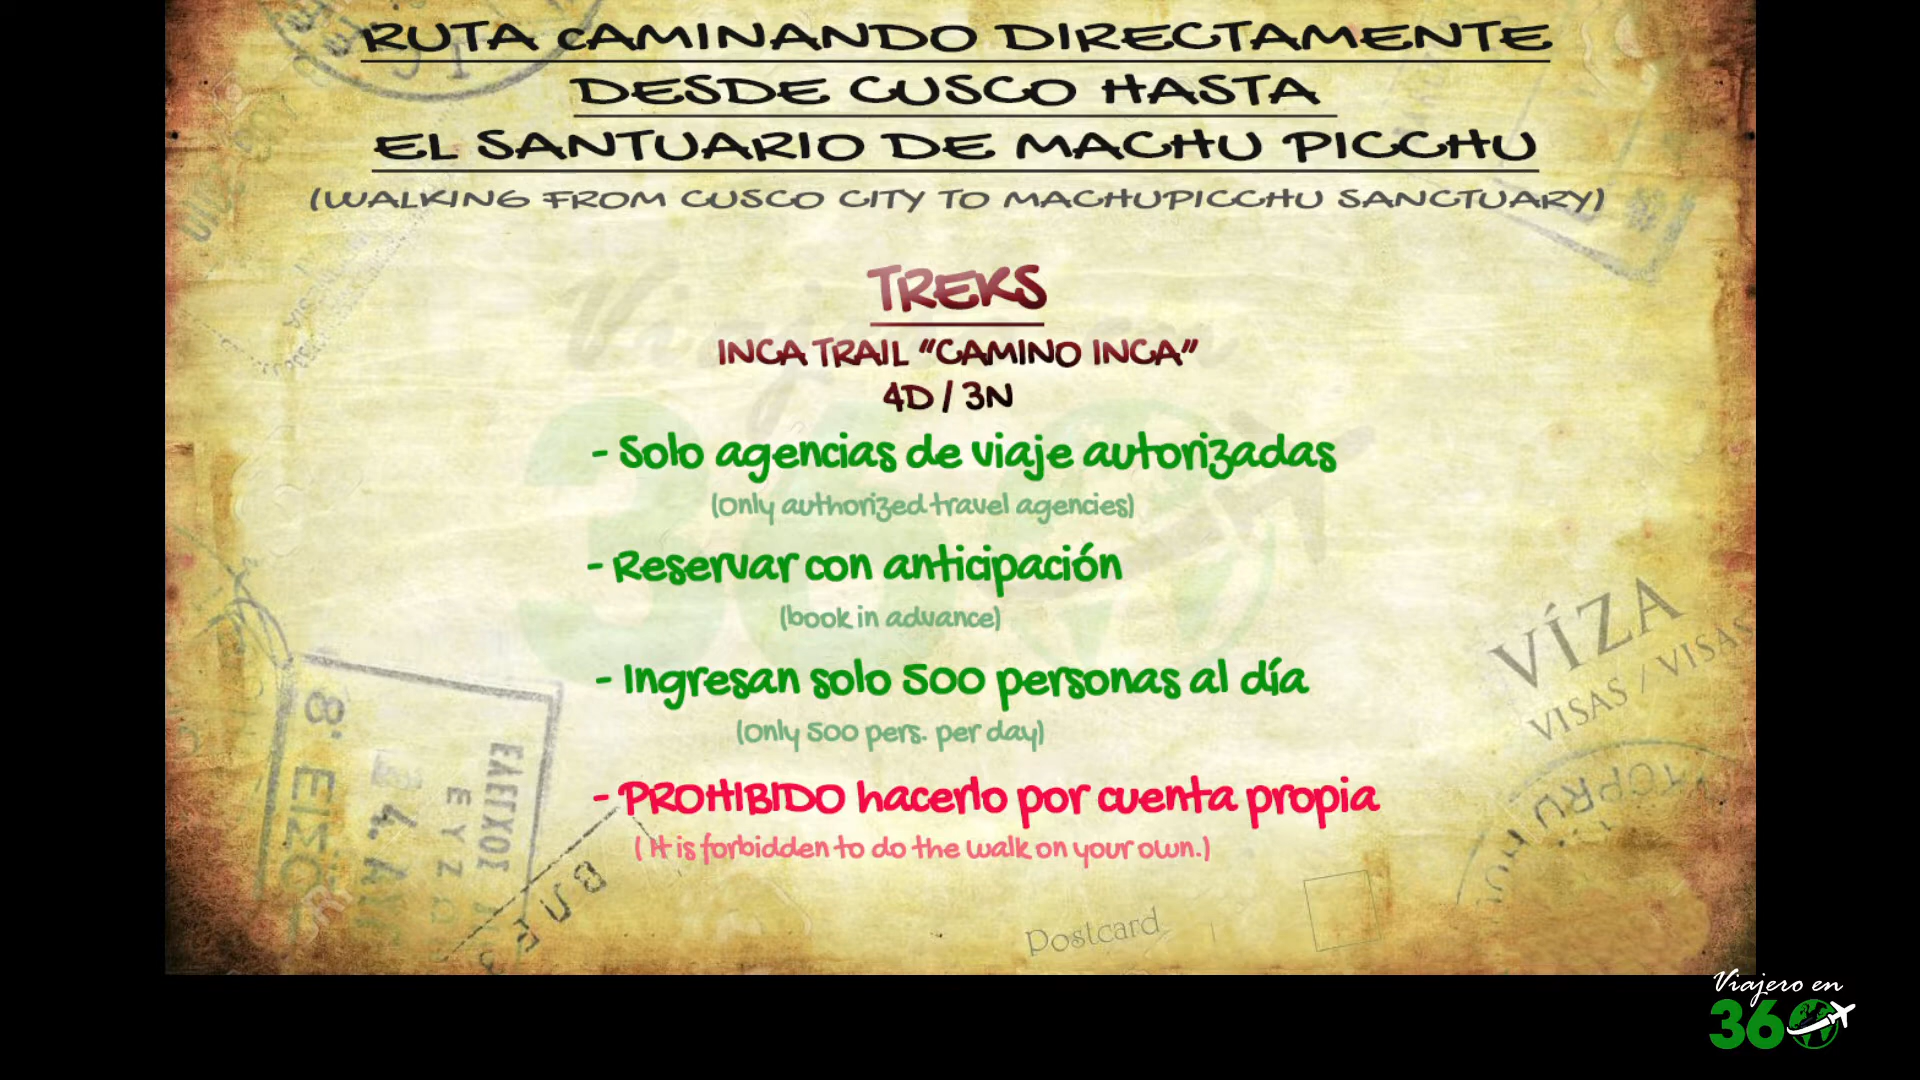 RUTA CAMINANDO DIRECTAMENTE
DESDE CUSCO HASTA
EL SANTUARIO DE MACHU PICCHU
(WALKING FROM CUSCO CITY TO MACHUPICCHU SANCTUARY)
TREKS
INCA TRAIL "CAMINO INCA"
4D / 3N
- Solo agencias de viaje autorizadas
(Only authorized travel agencies)
- Reservar con anticipación
(book in advance)
- Ingresan solo 500 personas al día
(Only 500 pers. per day)
- PROHIBIDO hacerlo por cuenta propia
( It is forbidden to do the walk on your own.)
VÍZA
VISAS / VISAS
ΕΛΕΓΧΟΣ
Postcard
Viajero en
360